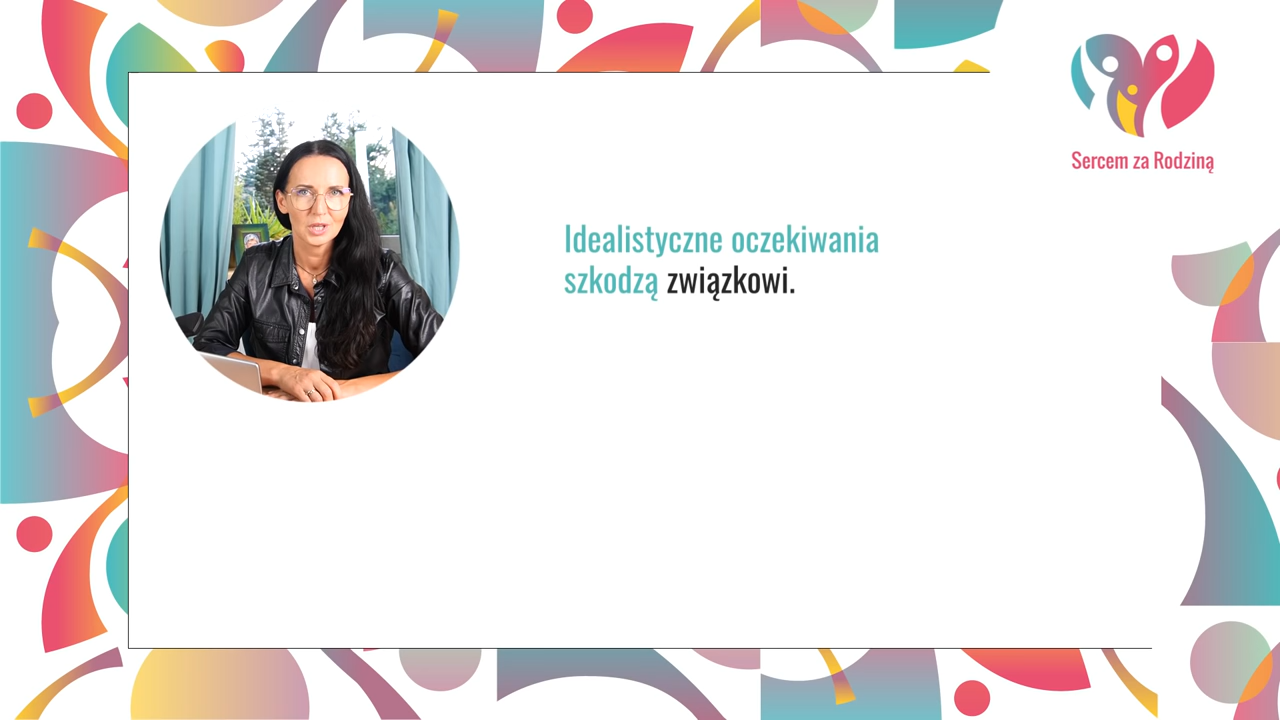 Sercem za Rodziną
Idealistyczne oczekiwania
szkodzą związkowi.